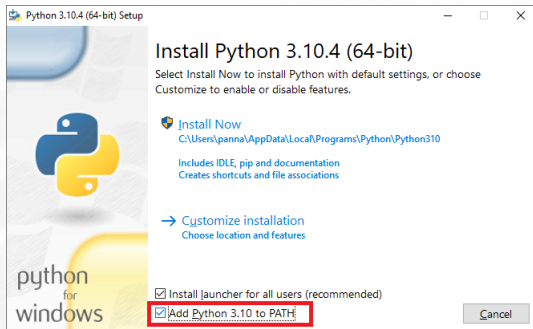 Python 3.10.4 (64-bit) Setup
Install Python 3.10.4 (64-bit)
Select Install Now to install Python with default settings, or choose
Customize to enable or disable features.
Install Now
C:\Users\panna\AppData\Local\Programs\Python\Python310
Includes IDLE, pip and documentation
Creates shortcuts and file associations
Customize installation
Choose location and features
python
for
windows
Install launcher for all users (recommended)
Add Python 3.10 to PATH
Cancel